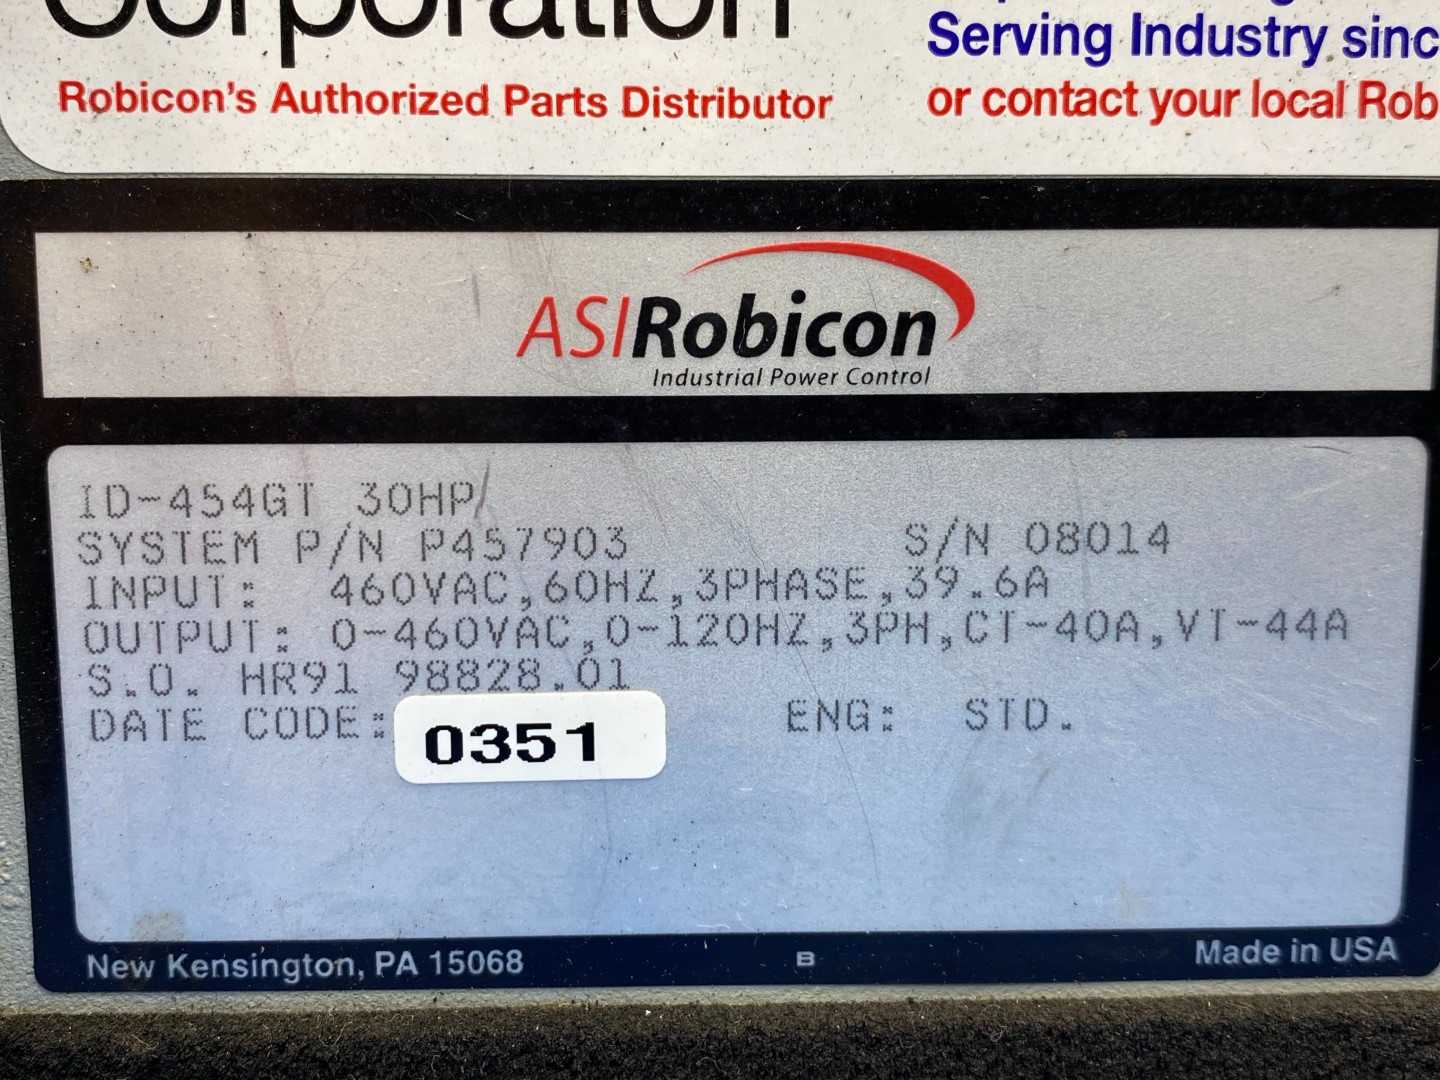 Corporation
Serving Industry sinc
Robicon's Authorized Parts Distributor
or contact your local Rob
ASIRobicon
Industrial Power Control
ID-454GT 30HP/
SYSTEM P/N P457903 S/N 08014
INPUT: 460VAC,60HZ,3PHASE,39.6A
OUTPUT: 0-460VAC,0-120HZ,3PH,CT-40A,VT-44A
S.O. HR91 98828.01
DATE CODE: 0351 ENG: STD.
New Kensington, PA 15068 B Made in USA